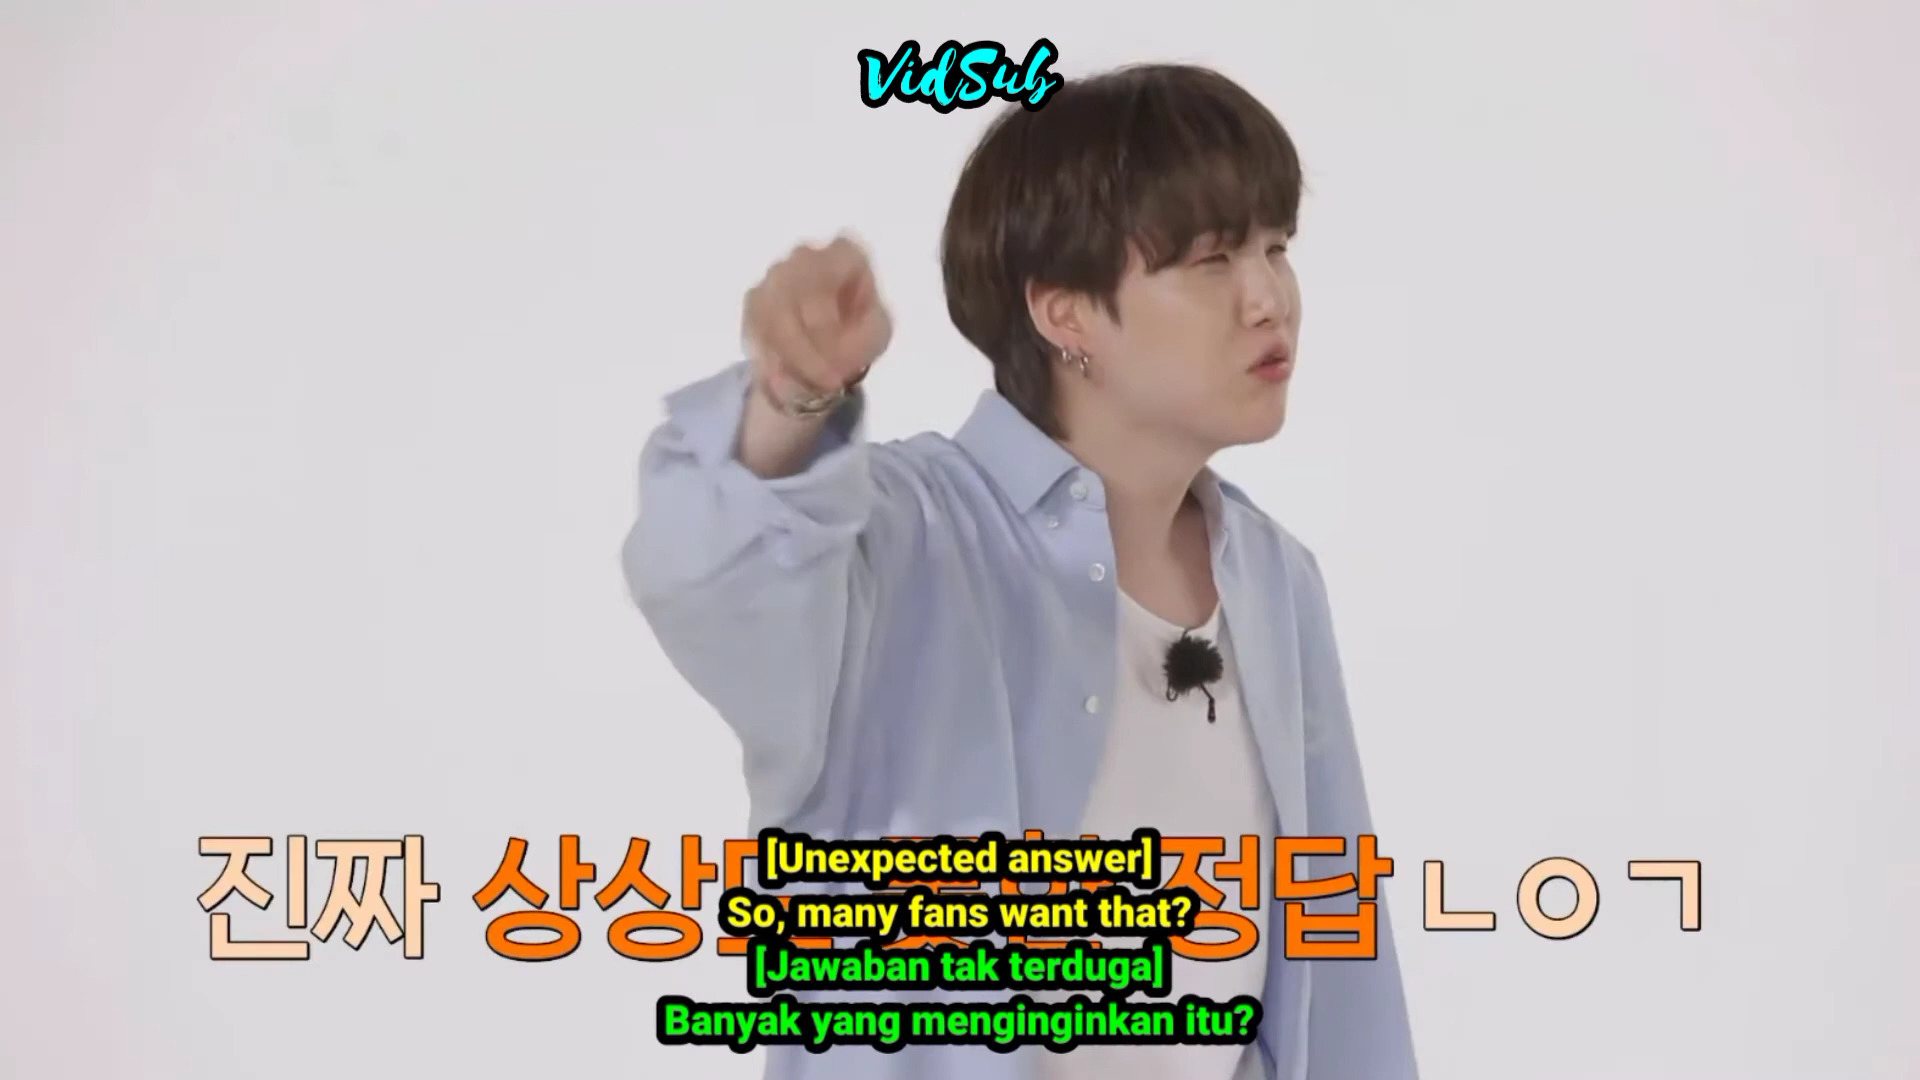 VidSub
진짜 상상도 정답 ㄴㅇㄱ
[Unexpected answer]
So, many fans want that?
[Jawaban tak terduga]
Banyak yang menginginkan itu?